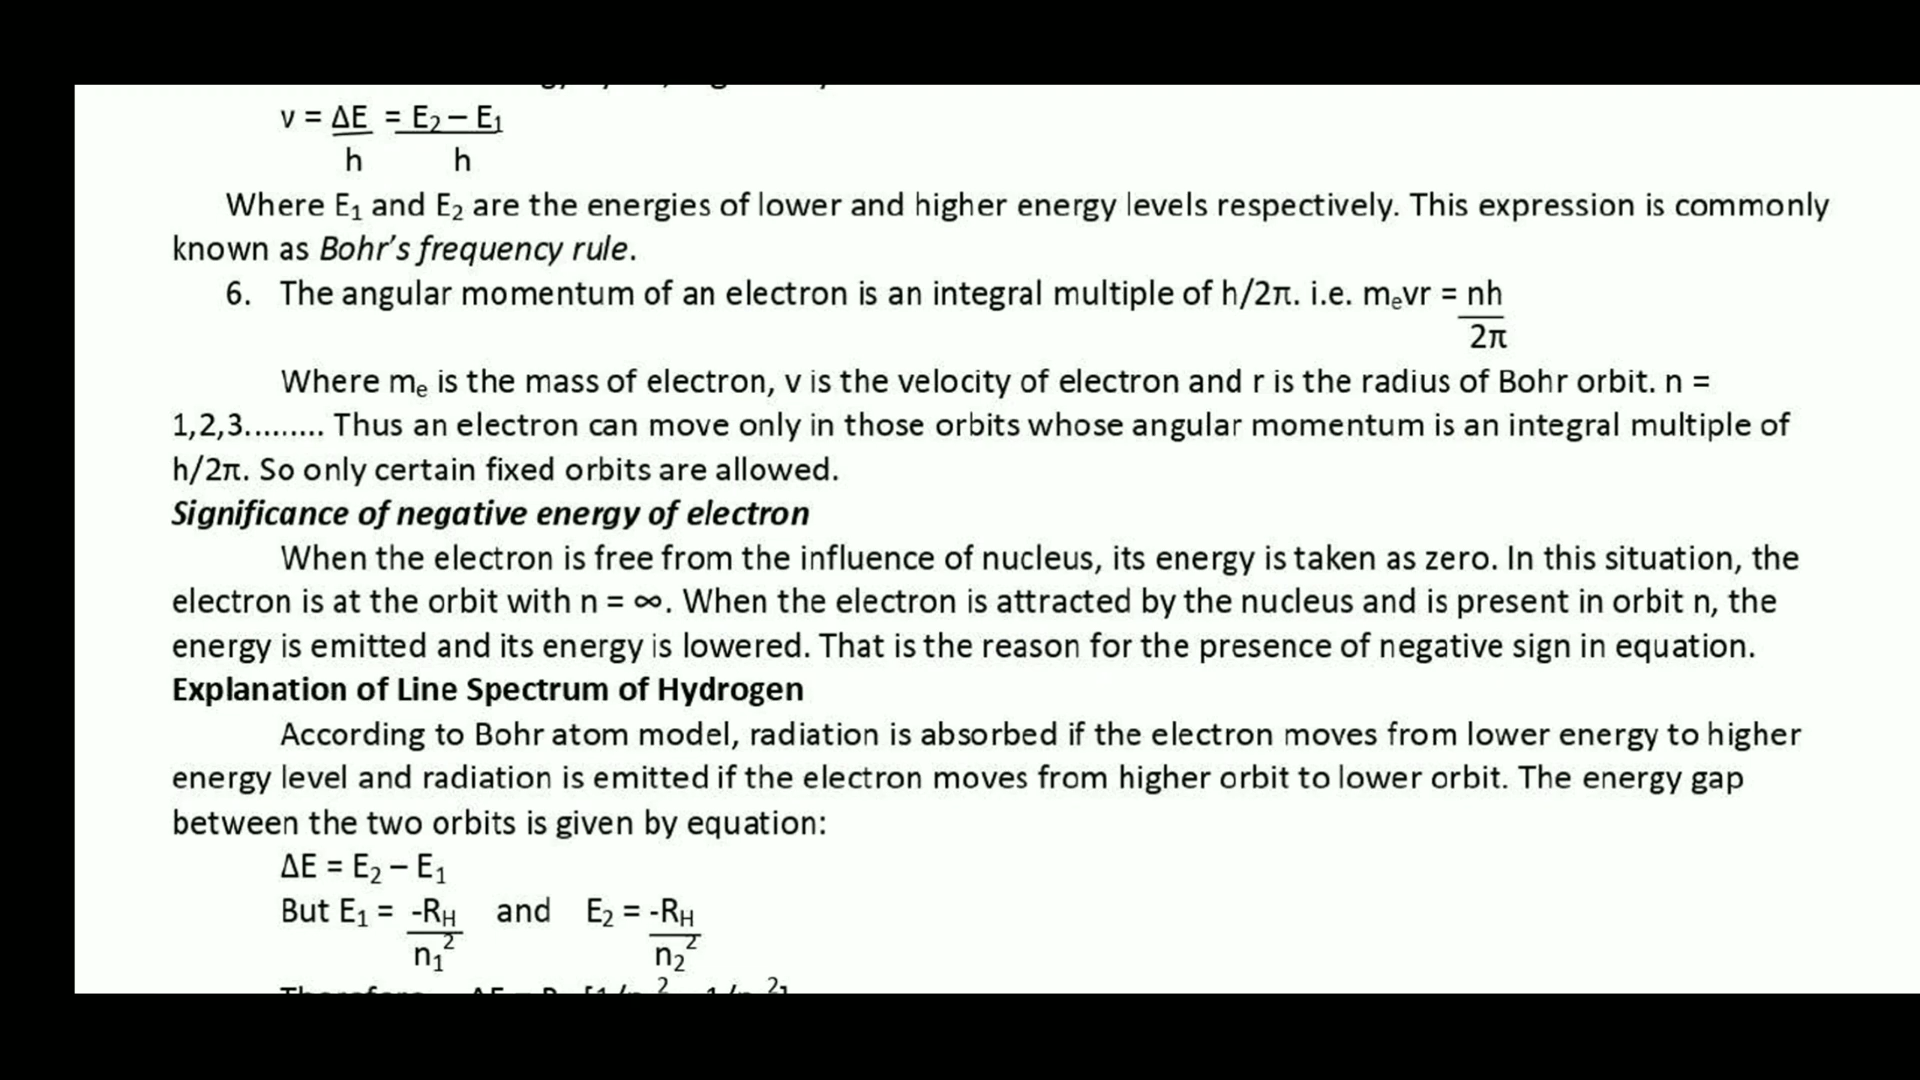 ν = ΔE = E₂ – E₁
h h
Where E₁ and E₂ are the energies of lower and higher energy levels respectively. This expression is commonly
known as Bohr's frequency rule.
6. The angular momentum of an electron is an integral multiple of h/2π. i.e. mₑvr = nh
2π
Where mₑ is the mass of electron, v is the velocity of electron and r is the radius of Bohr orbit. n =
1,2,3......... Thus an electron can move only in those orbits whose angular momentum is an integral multiple of
h/2π. So only certain fixed orbits are allowed.
Significance of negative energy of electron
When the electron is free from the influence of nucleus, its energy is taken as zero. In this situation, the
electron is at the orbit with n = ∞. When the electron is attracted by the nucleus and is present in orbit n, the
energy is emitted and its energy is lowered. That is the reason for the presence of negative sign in equation.
Explanation of Line Spectrum of Hydrogen
According to Bohr atom model, radiation is absorbed if the electron moves from lower energy to higher
energy level and radiation is emitted if the electron moves from higher orbit to lower orbit. The energy gap
between the two orbits is given by equation:
ΔE = E₂ – E₁
But E₁ = -R_H and E₂ = -R_H
n₁² n₂²